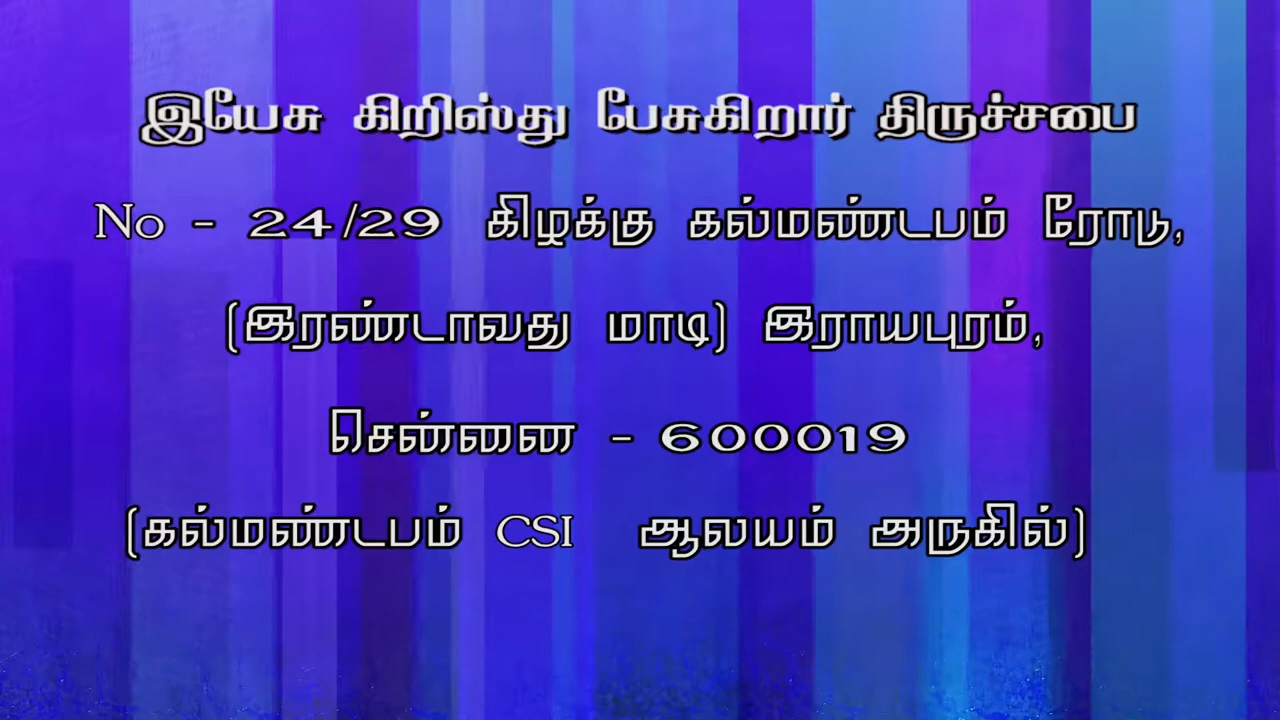 இயேசு கிறிஸ்து பேசுகிறார் திருச்சபை
No - 24/29 கிழக்கு கல்மண்டபம் ரோடு,
(இரண்டாவது மாடி) இராயபுரம்,
சென்னை - 600019
(கல்மண்டபம் CSI ஆலயம் அருகில்)